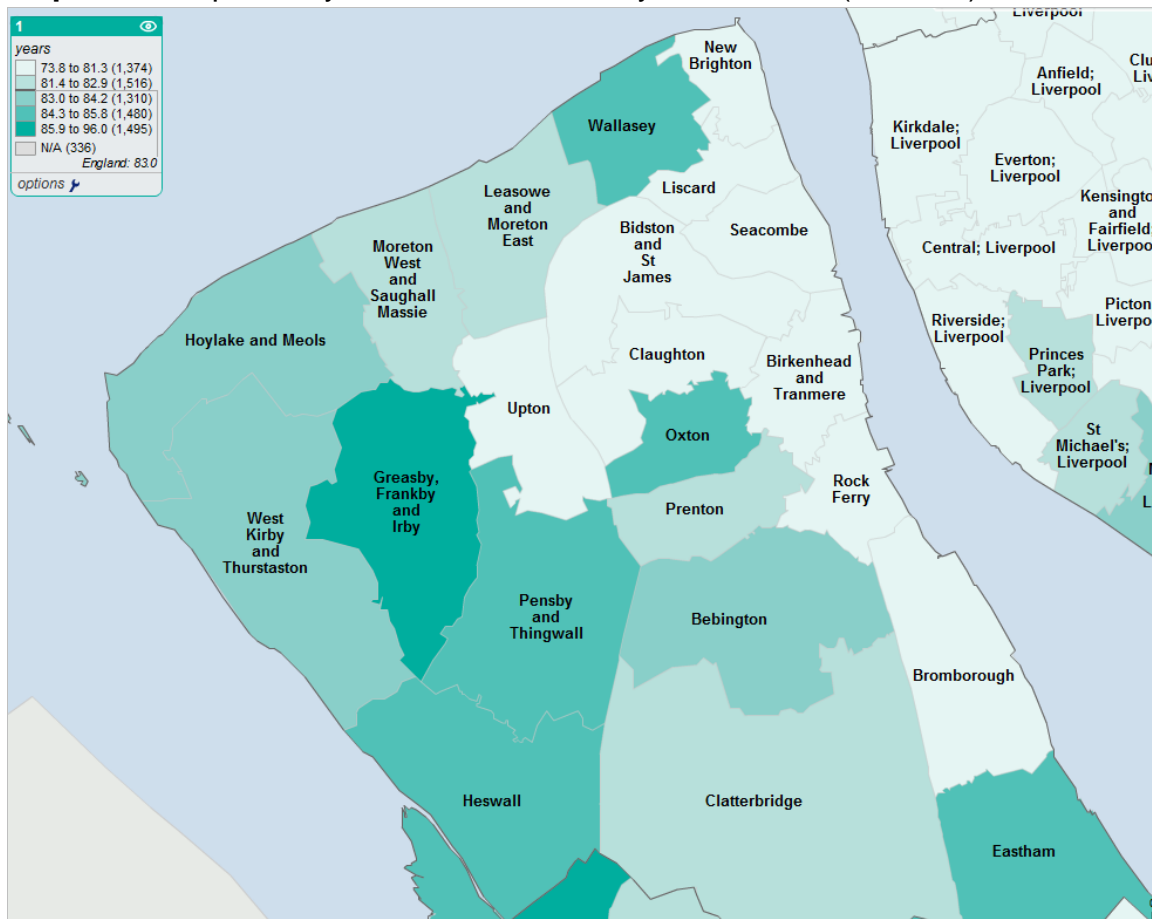 1
years
73.8 to 81.3 (1,374)
81.4 to 82.9 (1,516)
83.0 to 84.2 (1,310)
84.3 to 85.8 (1,480)
85.9 to 96.0 (1,495)
N/A (336)
England: 83.0
options
Liverpool
New
Brighton
Anfield;
Liverpool
Wallasey
Kirkdale;
Liverpool
Everton;
Liverpool
Liscard
Leasowe
and
Moreton
East
Kensington
and
Fairfield;
Liverpool
Seacombe
Bidston
and
St
James
Central; Liverpool
Moreton
West
and
Saughall
Massie
Picton
Liverpool
Riverside;
Liverpool
Hoylake and Meols
Claughton
Birkenhead
and
Tranmere
Princes
Park;
Liverpool
Upton
Oxton
St
Michael's;
Liverpool
Greasby,
Frankby
and
Irby
Rock
Ferry
Prenton
West
Kirby
and
Thurstaston
Pensby
and
Thingwall
Bebington
Bromborough
Heswall
Clatterbridge
Eastham